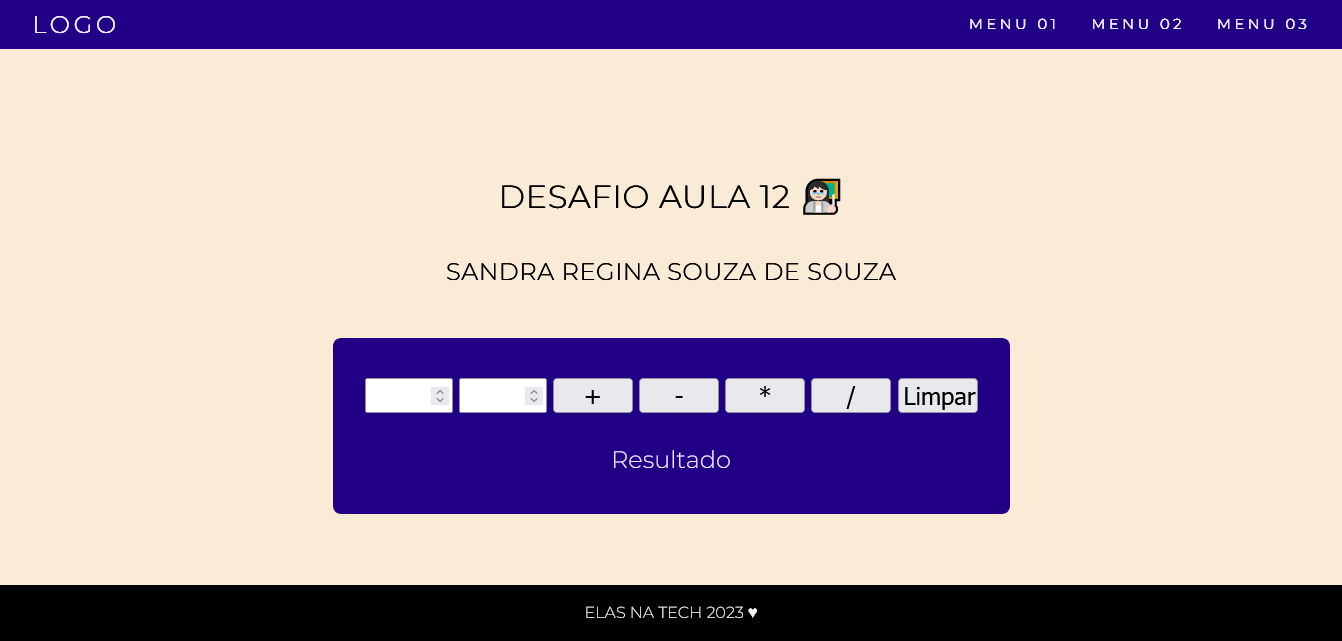 LOGO MENU 01 MENU 02 MENU 03
DESAFIO AULA 12 👩🏻‍🏫
SANDRA REGINA SOUZA DE SOUZA
+ - * / Limpar
Resultado
ELAS NA TECH 2023 ♥